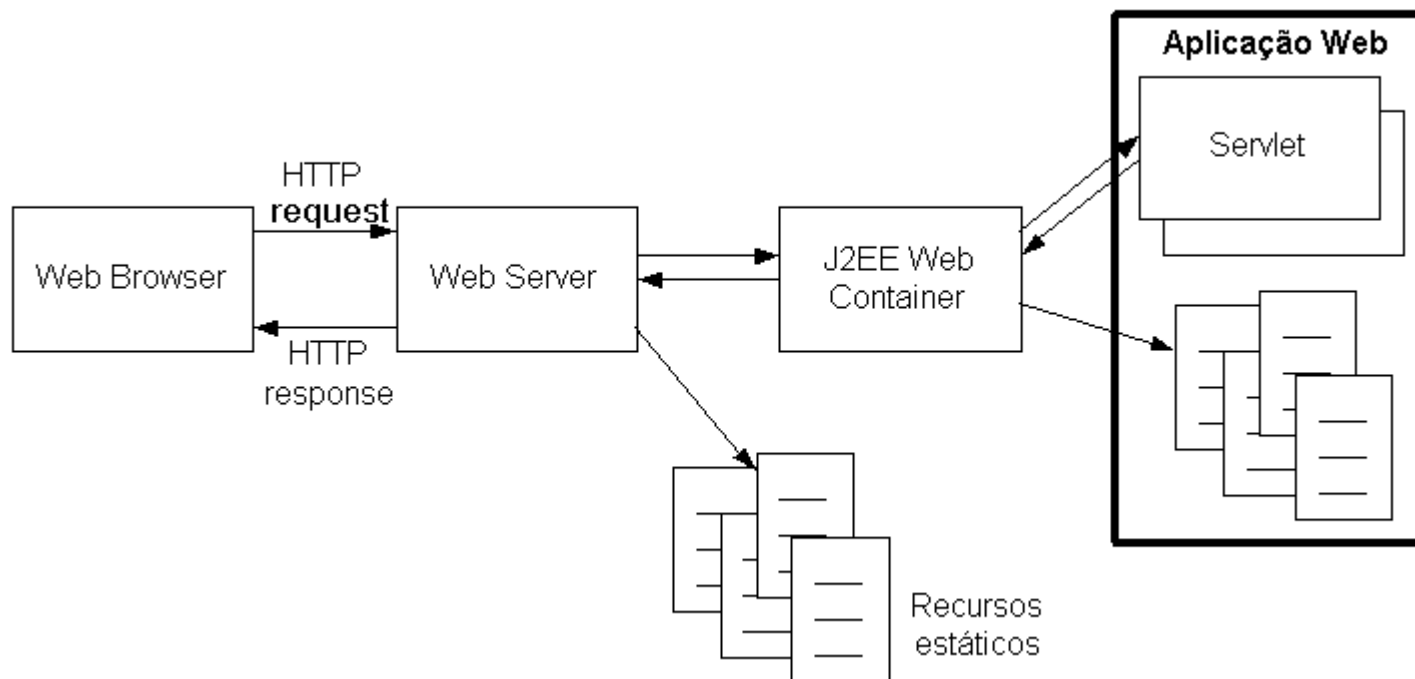 Aplicação Web
Servlet
HTTP
request
Web Browser
Web Server
J2EE Web
Container
HTTP
response
Recursos
estáticos